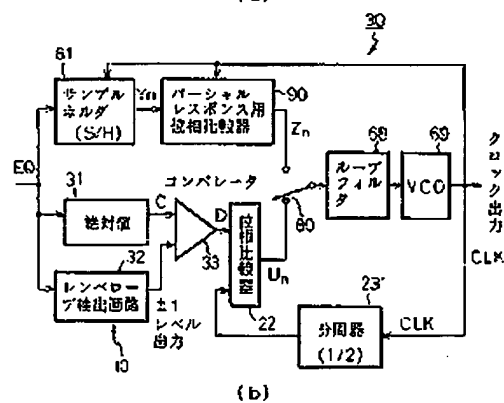 30
61
サンプル
ホルダ
(S/H)
Yn
パーシャル
レスポンス用
位相比較器
90
Zn
EQ
31
絶対値
C
コンパレータ
D
33
32
エンベロー
プ検出回路
10
±1
レベル
出力
位相比較器
22
Un
80
68
ループ
フィル
タ
69
VCO
クロック出力
CLK
23'
分周器
(1/2)
CLK
(b)